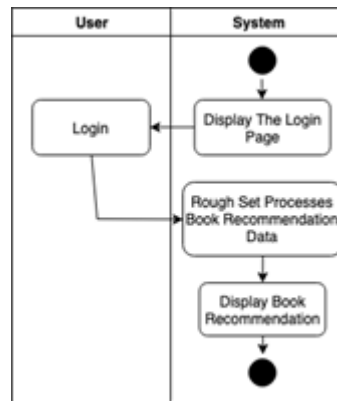 User
System
Display The Login
Page
Login
Rough Set Processes
Book Recommendation
Data
Display Book
Recommendation